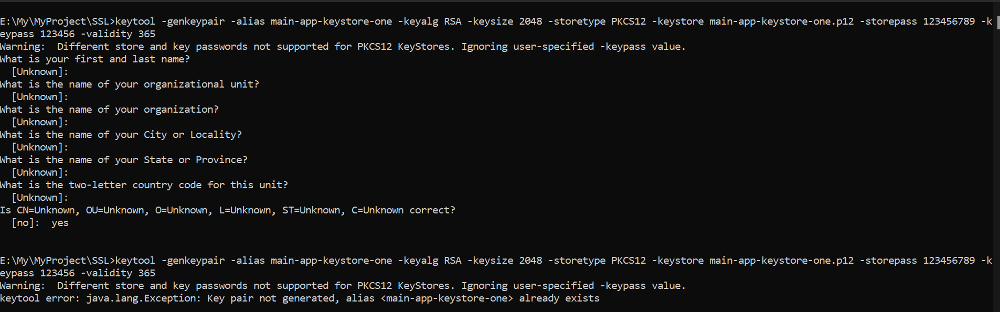 E:\My\MyProject\SSL>keytool -genkeypair -alias main-app-keystore-one -keyalg RSA -keysize 2048 -storetype PKCS12 -keystore main-app-keystore-one.p12 -storepass 123456789 -k
eypass 123456 -validity 365
Warning:  Different store and key passwords not supported for PKCS12 KeyStores. Ignoring user-specified -keypass value.
What is your first and last name?
  [Unknown]:
What is the name of your organizational unit?
  [Unknown]:
What is the name of your organization?
  [Unknown]:
What is the name of your City or Locality?
  [Unknown]:
What is the name of your State or Province?
  [Unknown]:
What is the two-letter country code for this unit?
  [Unknown]:
Is CN=Unknown, OU=Unknown, O=Unknown, L=Unknown, ST=Unknown, C=Unknown correct?
  [no]:  yes
E:\My\MyProject\SSL>keytool -genkeypair -alias main-app-keystore-one -keyalg RSA -keysize 2048 -storetype PKCS12 -keystore main-app-keystore-one.p12 -storepass 123456789 -k
eypass 123456 -validity 365
Warning:  Different store and key passwords not supported for PKCS12 KeyStores. Ignoring user-specified -keypass value.
keytool error: java.lang.Exception: Key pair not generated, alias <main-app-keystore-one> already exists